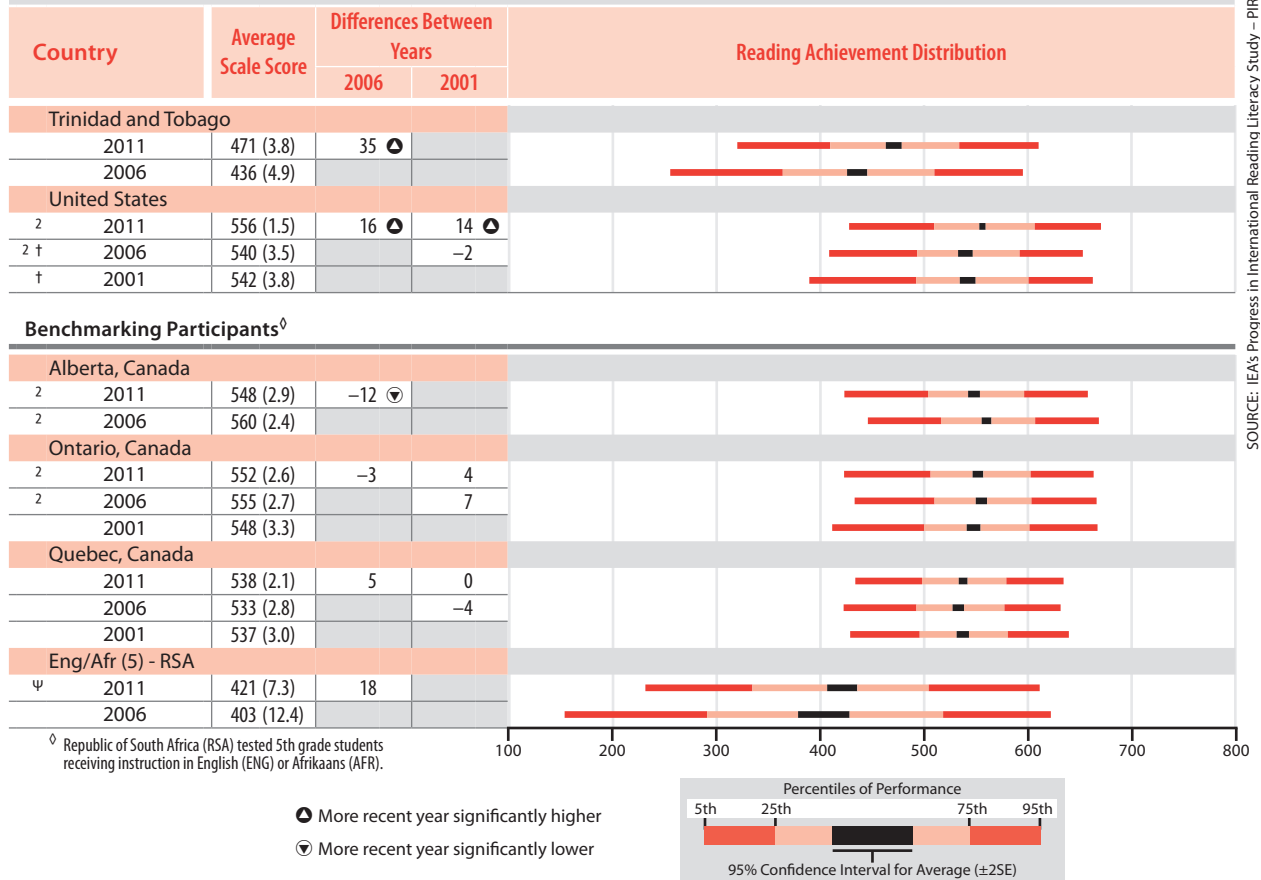 Country
Average
Scale Score
Differences Between
Years
2006 2001
Reading Achievement Distribution
Trinidad and Tobago
2011 471 (3.8) 35
2006 436 (4.9)
United States
2 2011 556 (1.5) 16 14
2 † 2006 540 (3.5) –2
† 2001 542 (3.8)
Benchmarking Participants◊
Alberta, Canada
2 2011 548 (2.9) –12
2 2006 560 (2.4)
Ontario, Canada
2 2011 552 (2.6) –3 4
2 2006 555 (2.7) 7
2001 548 (3.3)
Quebec, Canada
2011 538 (2.1) 5 0
2006 533 (2.8) –4
2001 537 (3.0)
Eng/Afr (5) - RSA
Ψ 2011 421 (7.3) 18
2006 403 (12.4)
100 200 300 400 500 600 700 800
◊ Republic of South Africa (RSA) tested 5th grade students
receiving instruction in English (ENG) or Afrikaans (AFR).
More recent year significantly higher
More recent year significantly lower
Percentiles of Performance
5th 25th 75th 95th
95% Confidence Interval for Average (±2SE)
SOURCE: IEA's Progress in International Reading Literacy Study – PIR